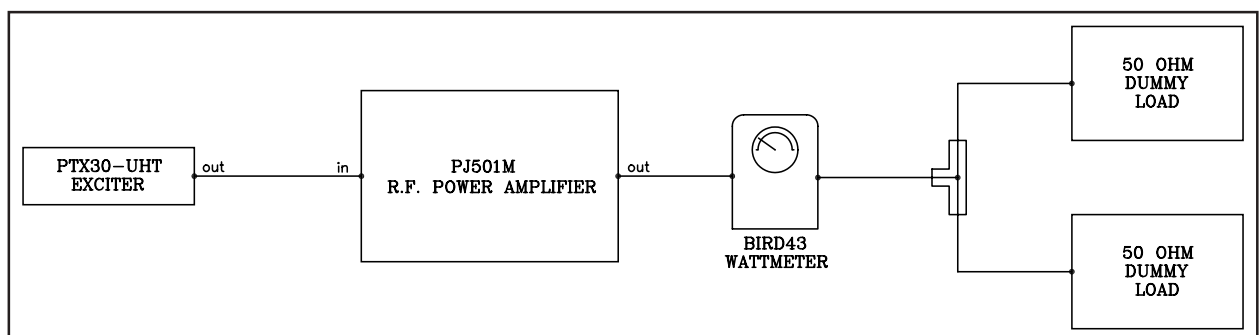 PTX30-UHT
EXCITER
out
in
PJ501M
R.F. POWER AMPLIFIER
out
BIRD43
WATTMETER
50 OHM
DUMMY
LOAD
50 OHM
DUMMY
LOAD